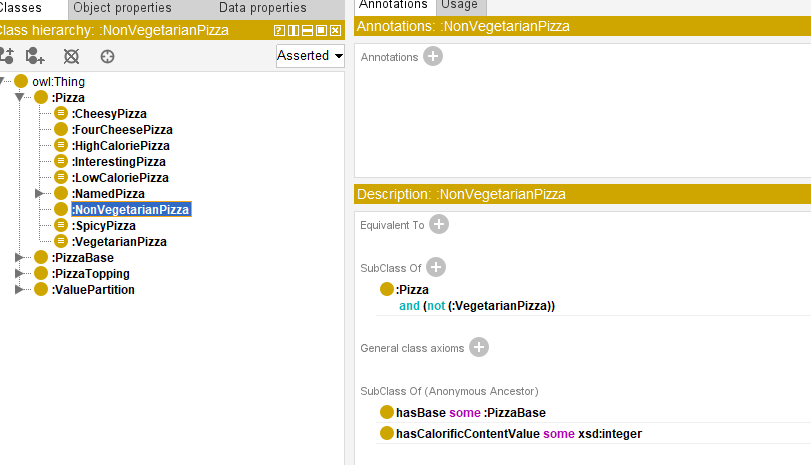 Classes Object properties Data properties
Class hierarchy: :NonVegetarianPizza
Asserted
owl:Thing
:Pizza
:CheesyPizza
:FourCheesePizza
:HighCaloriePizza
:InterestingPizza
:LowCaloriePizza
:NamedPizza
:NonVegetarianPizza
:SpicyPizza
:VegetarianPizza
:PizzaBase
:PizzaTopping
:ValuePartition
Annotations Usage
Annotations: :NonVegetarianPizza
Annotations
Description: :NonVegetarianPizza
Equivalent To
SubClass Of
:Pizza
and (not (:VegetarianPizza))
General class axioms
SubClass Of (Anonymous Ancestor)
hasBase some :PizzaBase
hasCalorificContentValue some xsd:integer